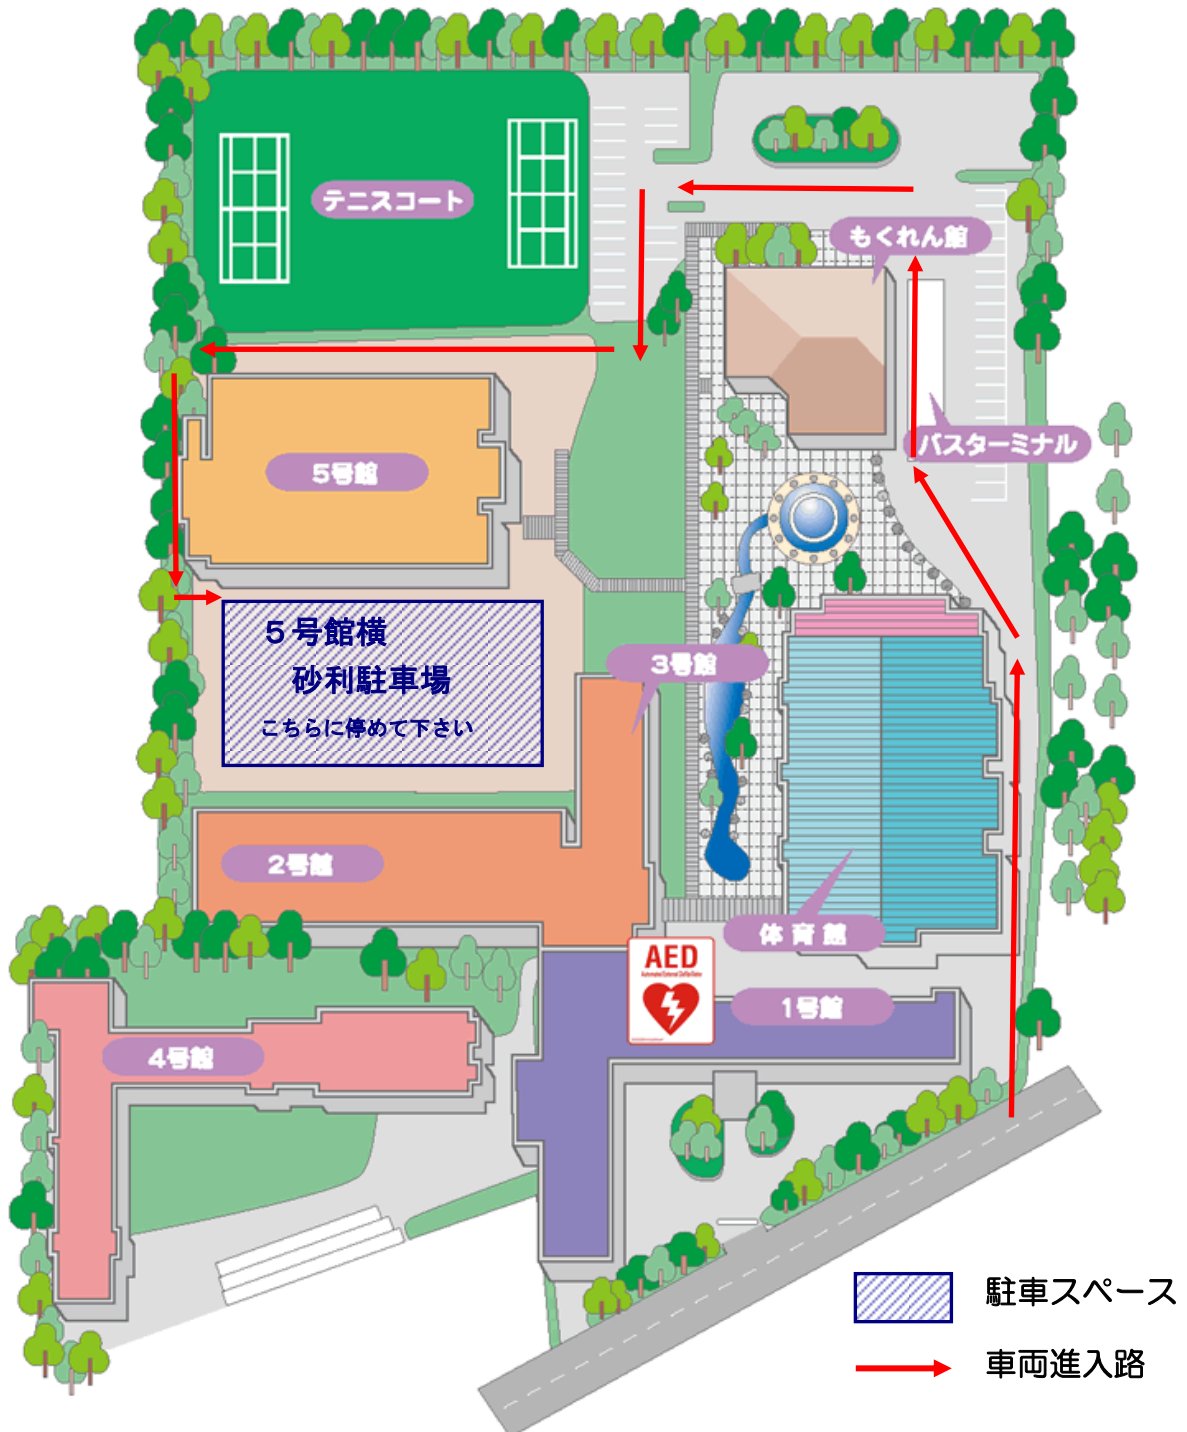 テニスコート
もくれん館
バスターミナル
5号館
５号館横
砂利駐車場
こちらに停めて下さい
3号館
2号館
体育館
AED
Automated External Defibrillator
1号館
4号館
駐車スペース
車両進入路